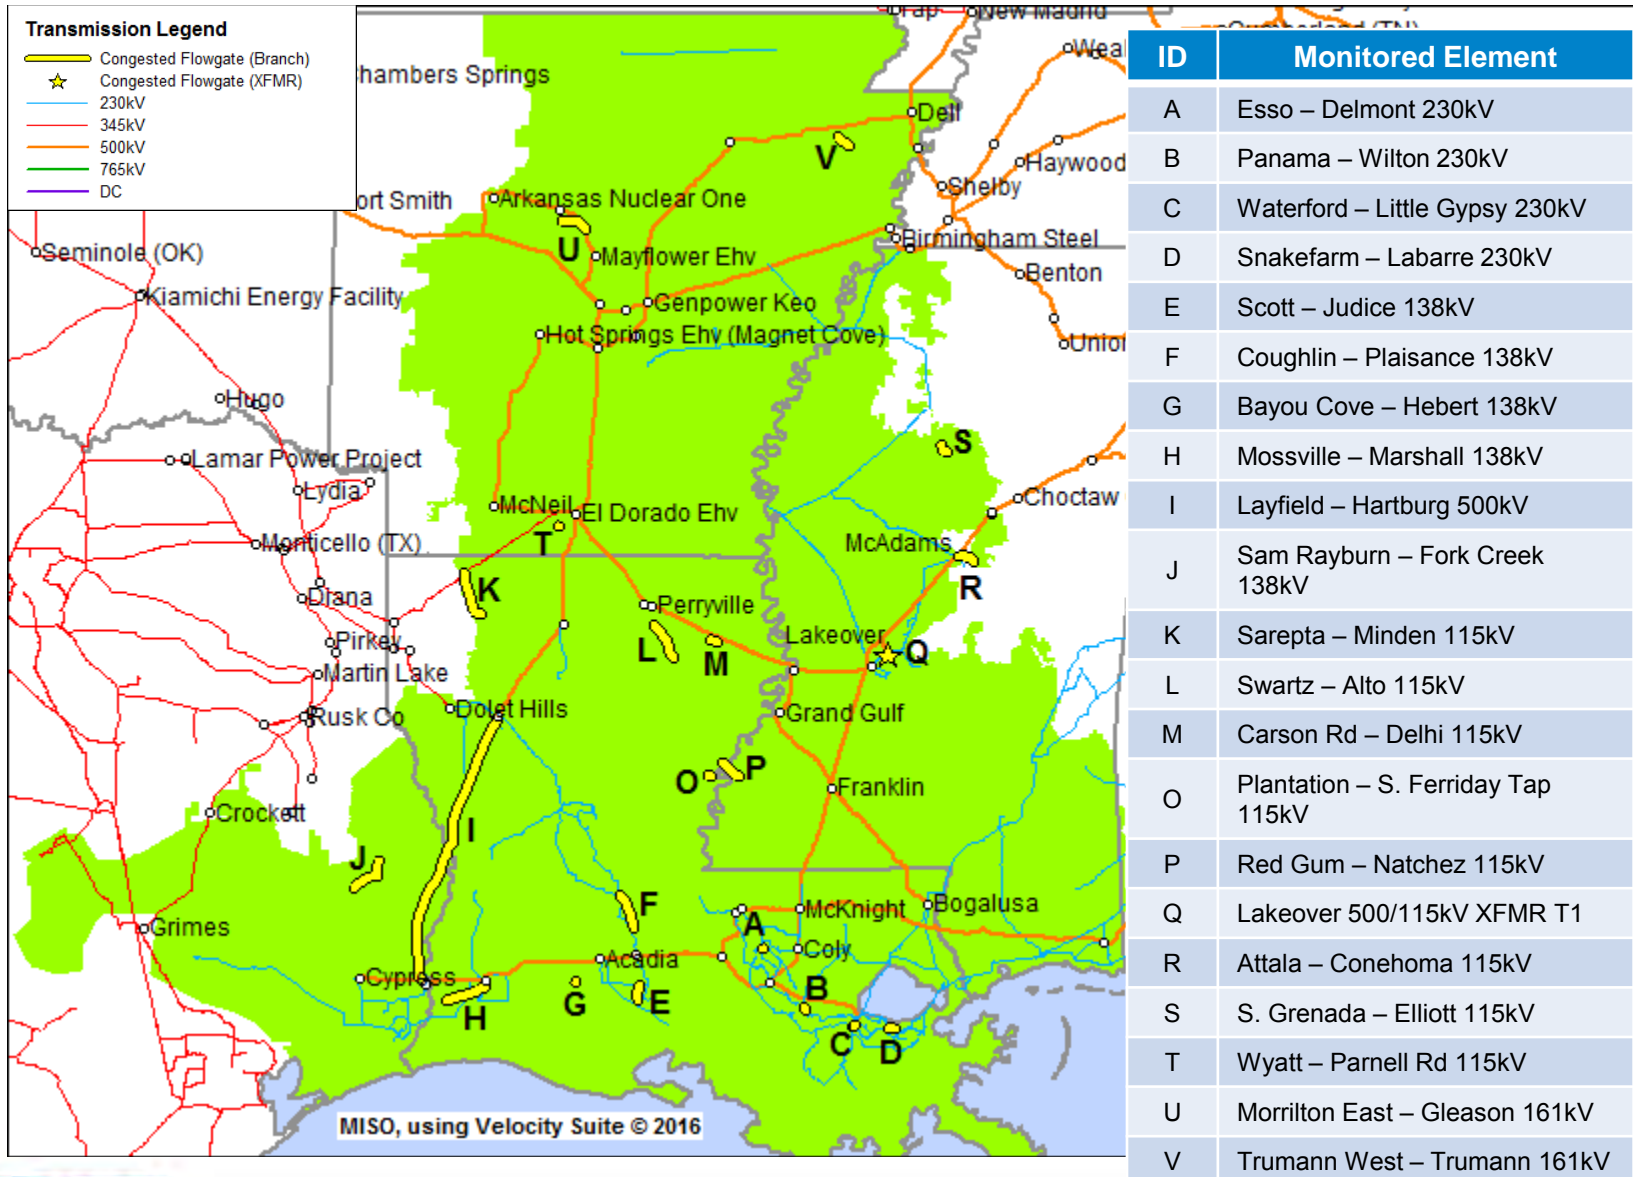 Transmission Legend
Congested Flowgate (Branch)
Congested Flowgate (XFMR)
230kV
345kV
500kV
765kV
DC
New Madrid
Chambers Springs
Dell
V
Haywood
Shelby
Fort Smith
Arkansas Nuclear One
U
Mayflower Ehv
Birmingham Steel
Seminole (OK)
Benton
Kiamichi Energy Facility
Genpower Keo
Hot Springs Ehv (Magnet Cove)
Hugo
S
Lamar Power Project
Lydia
McNeil
El Dorado Ehv
Choctaw
T
Monticello (TX)
McAdams
R
K
Diana
Perryville
Pirkey
L
M
Lakeover
Q
Martin Lake
Rusk Co
Dolet Hills
Grand Gulf
O
P
Franklin
Crockett
I
J
F
A
McKnight
Bogalusa
Grimes
Coly
Acadia
Cypress
H
G
E
B
C
D
MISO, using Velocity Suite © 2016
ID Monitored Element
A Esso – Delmont 230kV
B Panama – Wilton 230kV
C Waterford – Little Gypsy 230kV
D Snakefarm – Labarre 230kV
E Scott – Judice 138kV
F Coughlin – Plaisance 138kV
G Bayou Cove – Hebert 138kV
H Mossville – Marshall 138kV
I Layfield – Hartburg 500kV
J Sam Rayburn – Fork Creek
138kV
K Sarepta – Minden 115kV
L Swartz – Alto 115kV
M Carson Rd – Delhi 115kV
O Plantation – S. Ferriday Tap
115kV
P Red Gum – Natchez 115kV
Q Lakeover 500/115kV XFMR T1
R Attala – Conehoma 115kV
S S. Grenada – Elliott 115kV
T Wyatt – Parnell Rd 115kV
U Morrilton East – Gleason 161kV
V Trumann West – Trumann 161kV